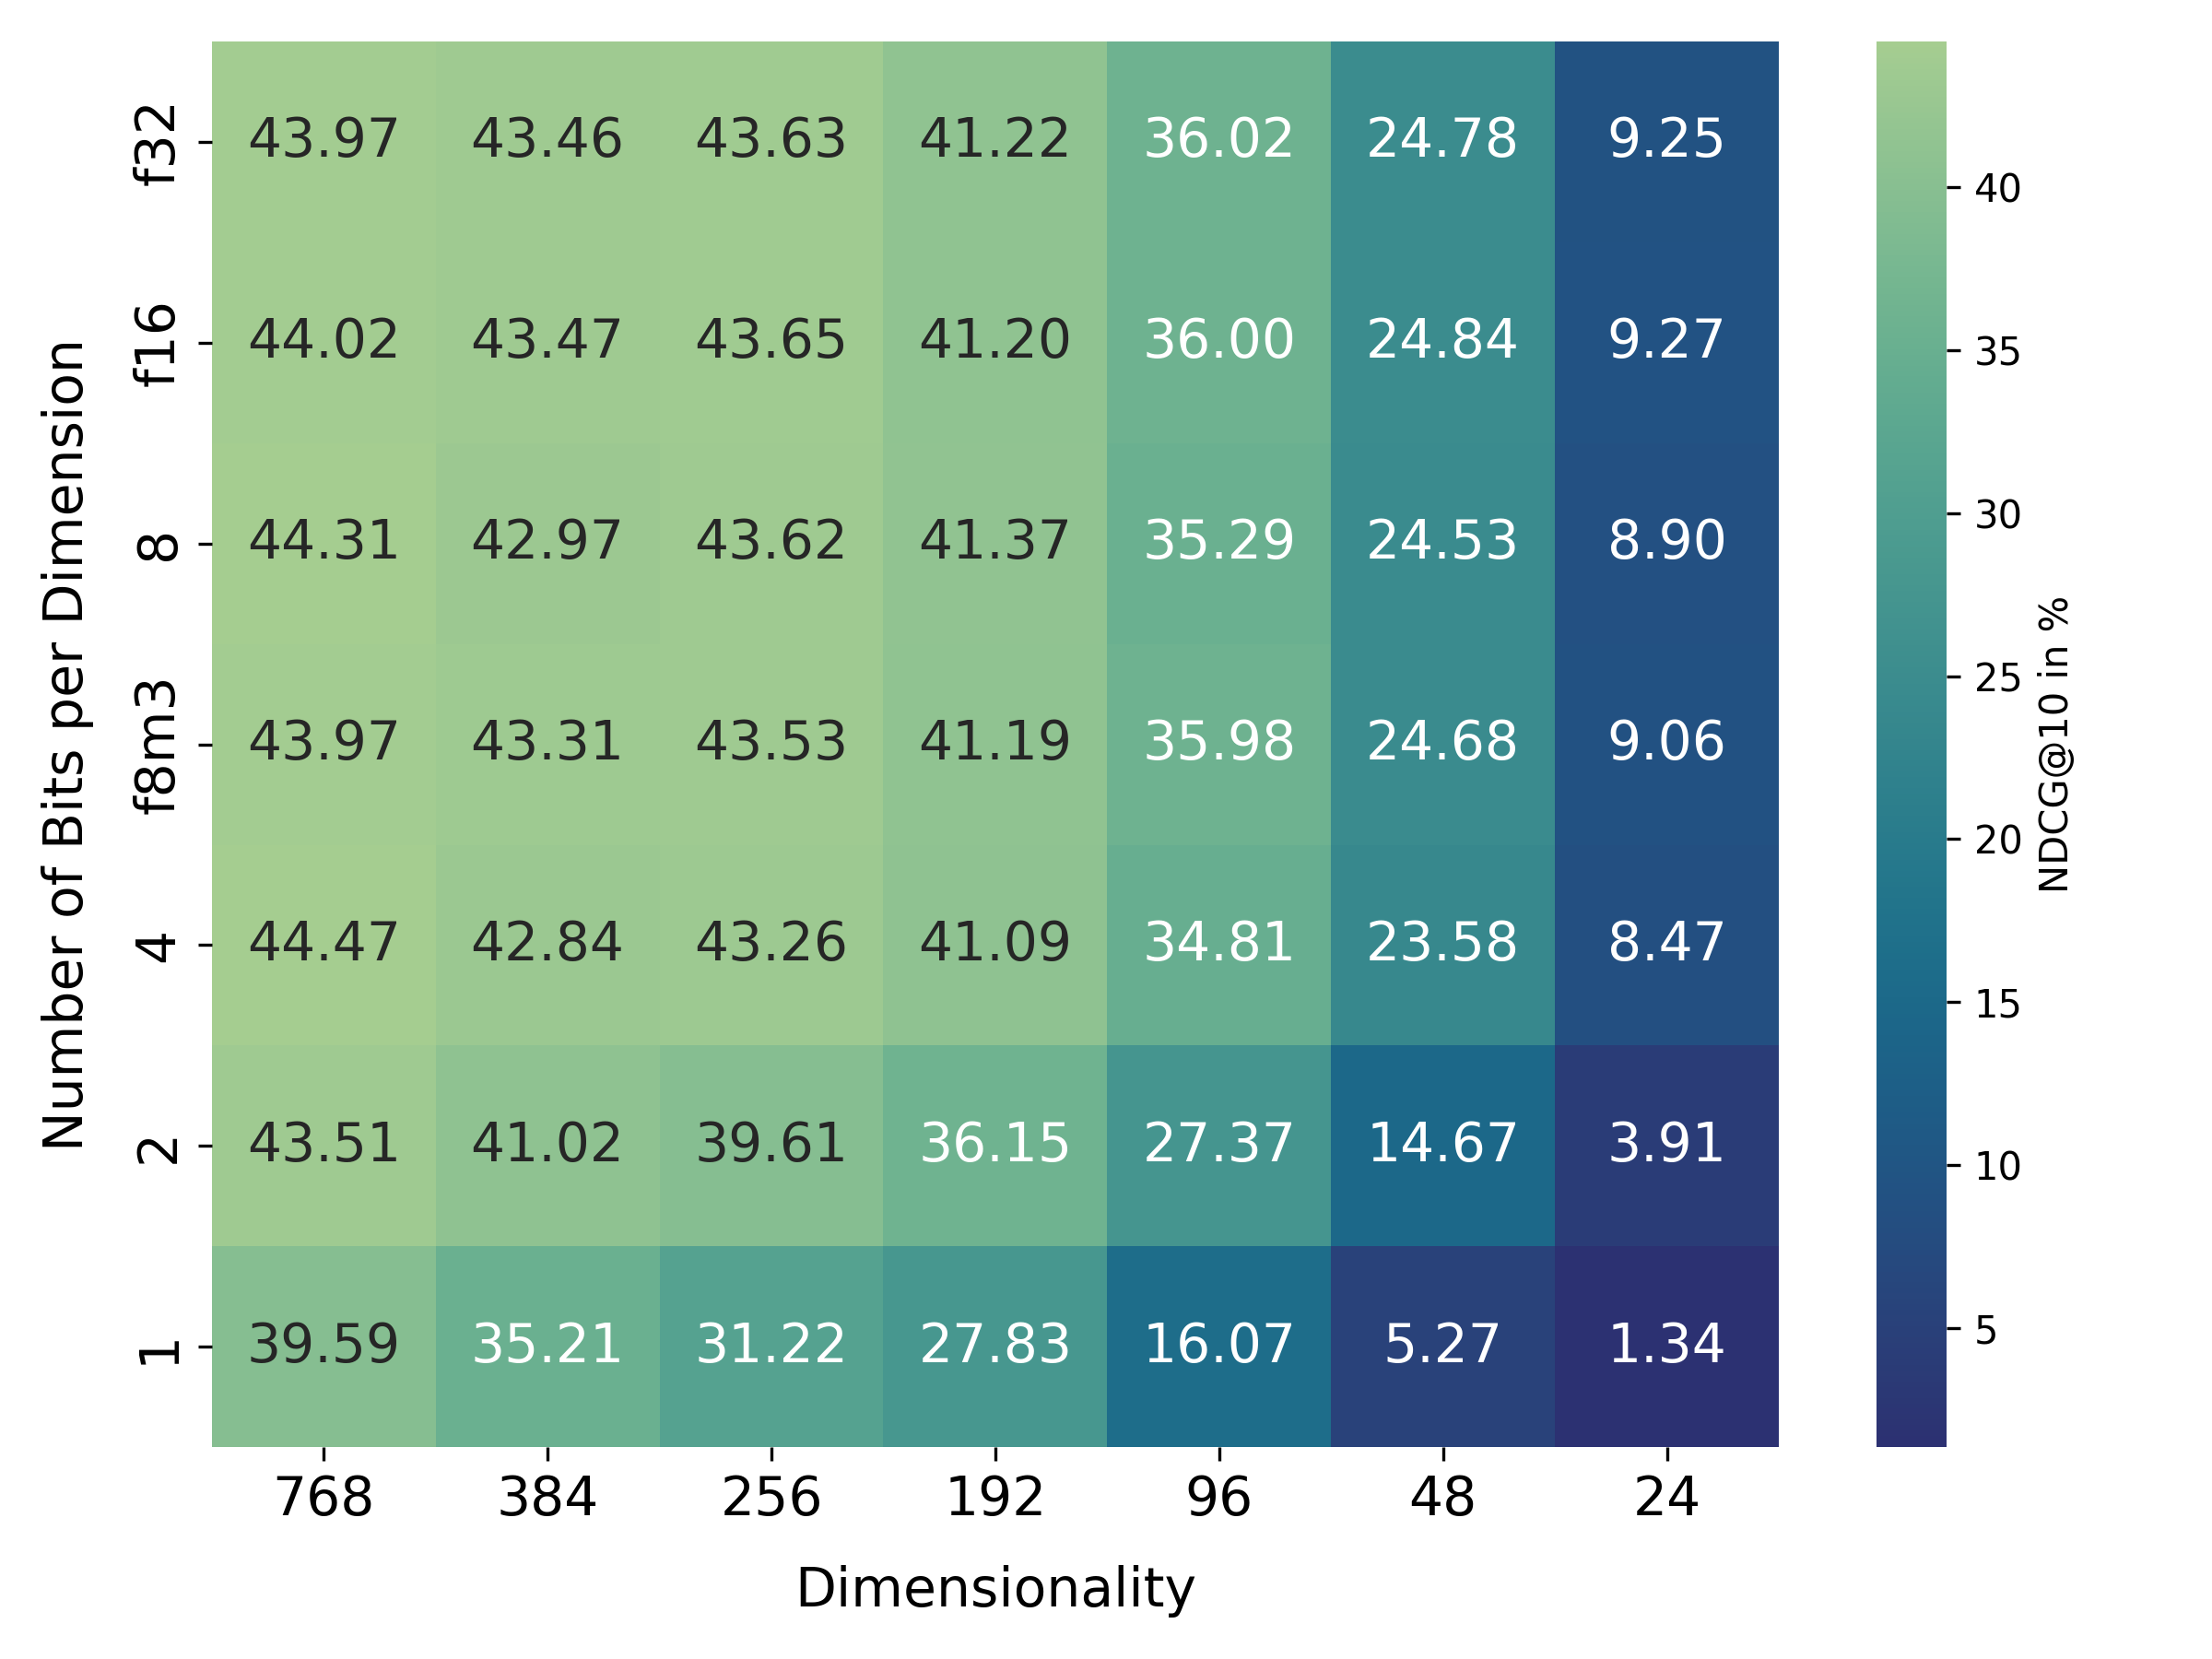 Number of Bits per Dimension
f32 43.97 43.46 43.63 41.22 36.02 24.78 9.25
f16 44.02 43.47 43.65 41.20 36.00 24.84 9.27
8 44.31 42.97 43.62 41.37 35.29 24.53 8.90
f8m3 43.97 43.31 43.53 41.19 35.98 24.68 9.06
4 44.47 42.84 43.26 41.09 34.81 23.58 8.47
2 43.51 41.02 39.61 36.15 27.37 14.67 3.91
1 39.59 35.21 31.22 27.83 16.07 5.27 1.34
768 384 256 192 96 48 24
Dimensionality
40
35
30
25
20
15
10
5
NDCG@10 in %